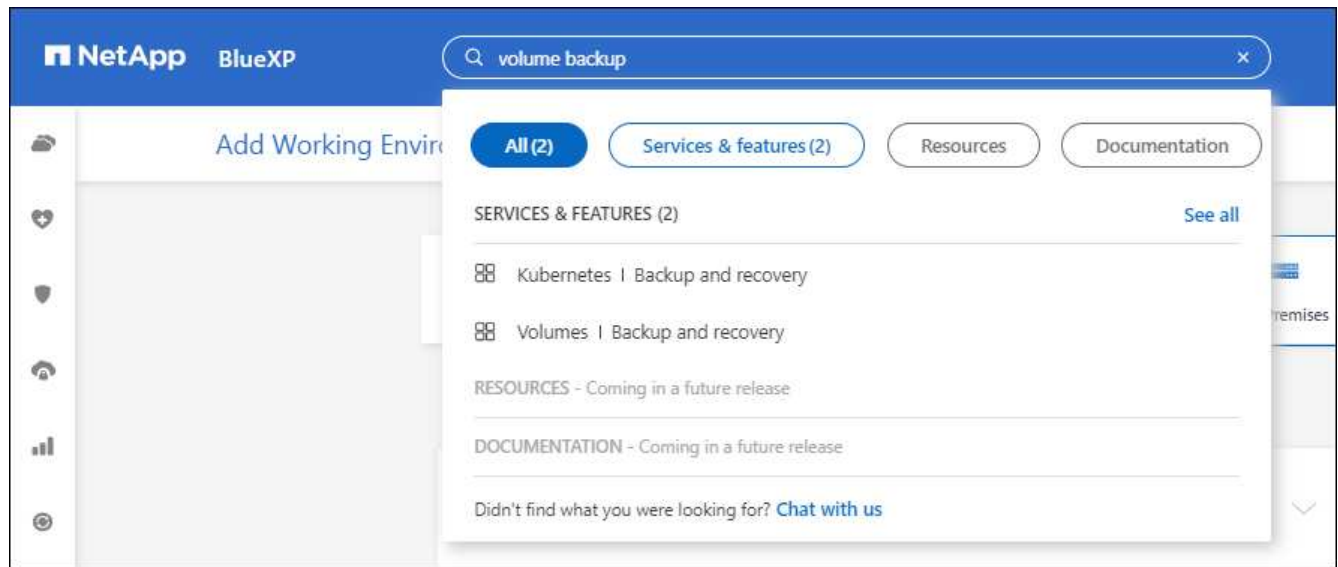 NetApp BlueXP
volume backup
Add Working Envir
All (2) Services & features (2) Resources Documentation
SERVICES & FEATURES (2) See all
Kubernetes | Backup and recovery
Volumes | Backup and recovery
remises
RESOURCES - Coming in a future release
DOCUMENTATION - Coming in a future release
Didn't find what you were looking for? Chat with us